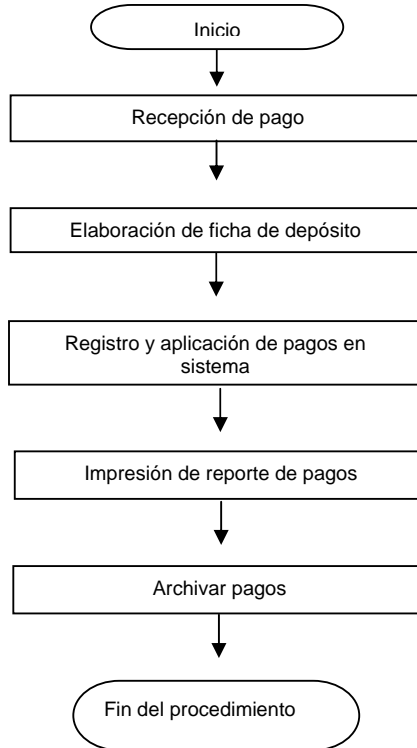 Inicio
Recepción de pago
Elaboración de ficha de depósito
Registro y aplicación de pagos en
sistema
Impresión de reporte de pagos
Archivar pagos
Fin del procedimiento